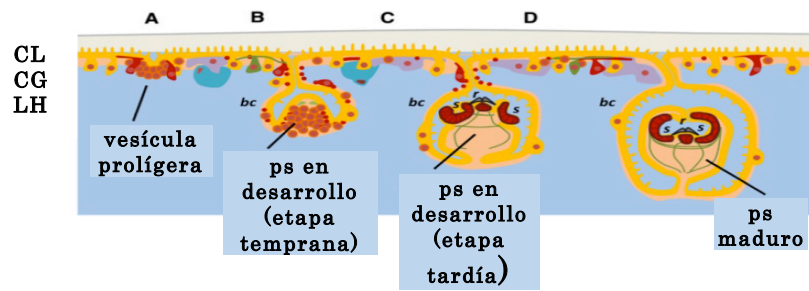 A B C D
CL
CG
LH
bc
r
s s
bc
r
s s
bc
vesícula
prolígera
ps en
desarrollo
(etapa
temprana)
ps en
desarrollo
(etapa
tardía)
ps
maduro